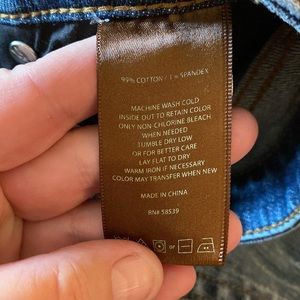 99% COTTON / 1% SPANDEX
MACHINE WASH COLD
INSIDE OUT TO RETAIN COLOR
ONLY NON-CHLORINE BLEACH
WHEN NEEDED
TUMBLE DRY LOW
OR FOR BETTER CARE
LAY FLAT TO DRY
WARM IRON IF NECESSARY
COLOR MAY TRANSFER WHEN NEW
MADE IN CHINA
RN# 58539
or